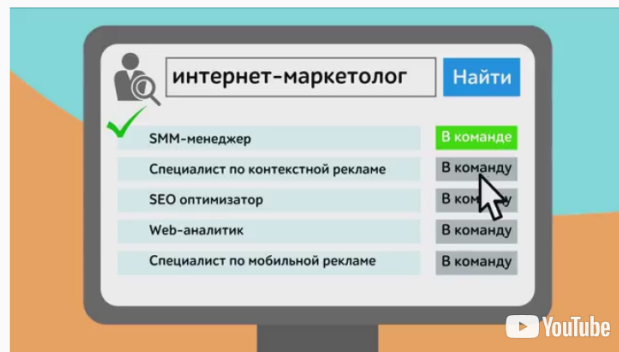 интернет-маркетолог Найти
SMM-менеджер В команде
Специалист по контекстной рекламе В команду
SEO оптимизатор В команду
Web-аналитик В команду
Специалист по мобильной рекламе В команду
YouTube